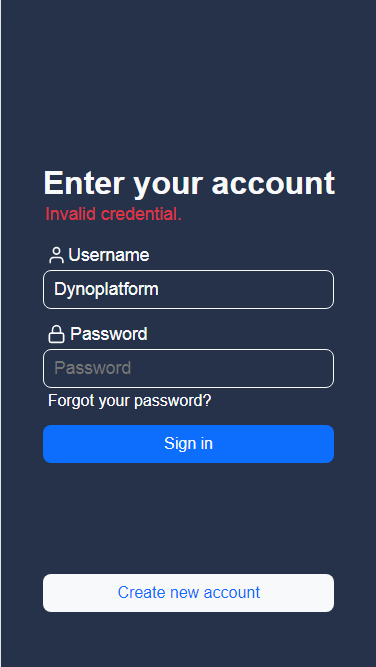 Enter your account
Invalid credential.
Username
Dynoplatform
Password
Password
Forgot your password?
Sign in
Create new account